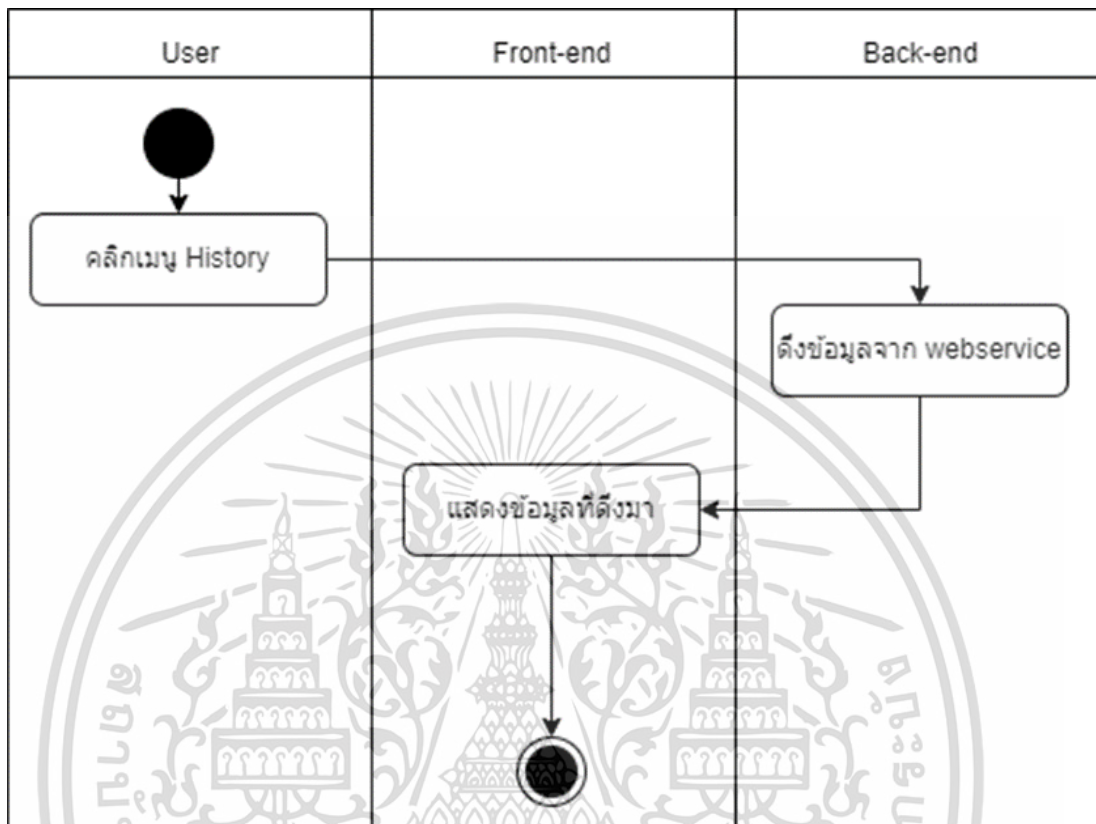 User
Front-end
Back-end
คลิกเมนู History
ดึงข้อมูลจาก webservice
แสดงข้อมูลที่ดึงมา